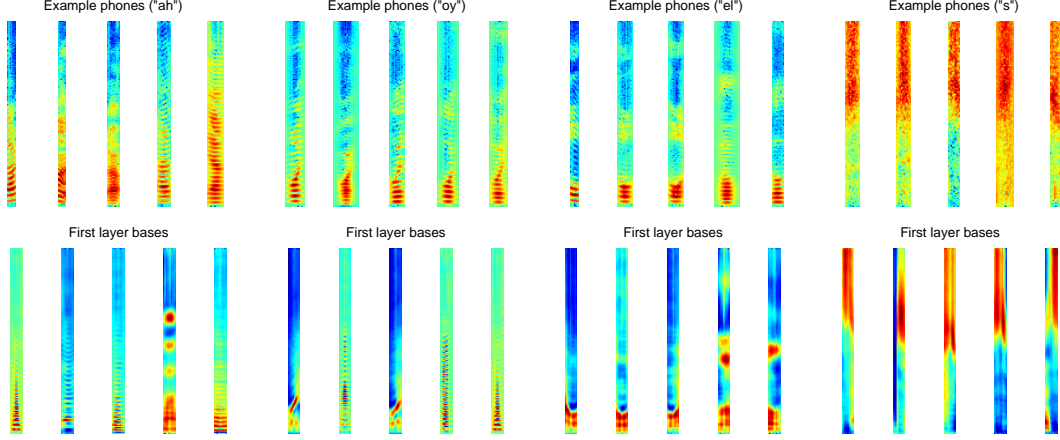 Example phones ("ah")
Example phones ("oy")
Example phones ("el")
Example phones ("s")
First layer bases
First layer bases
First layer bases
First layer bases